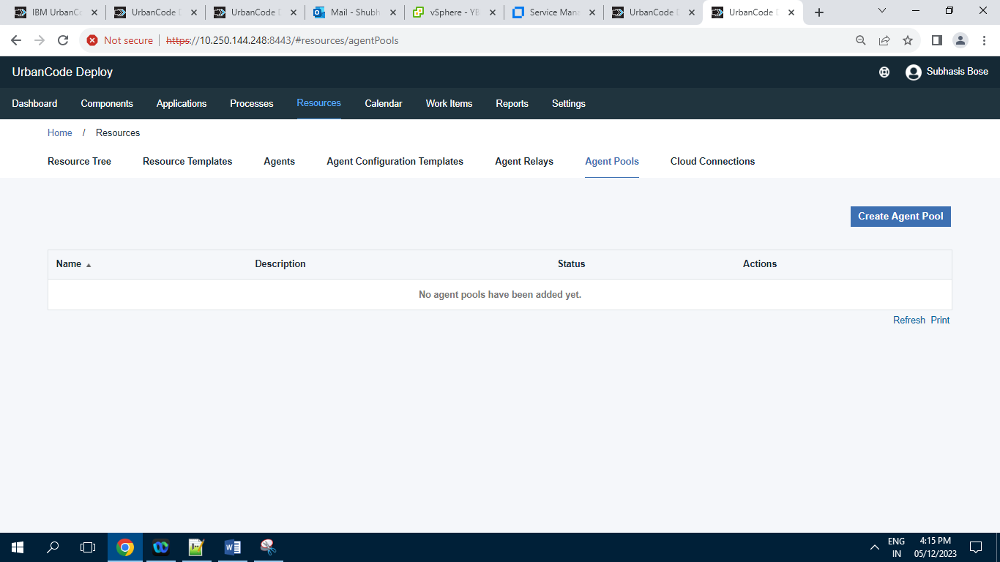 IBM UrbanCo
UrbanCode D
UrbanCode D
Mail - Shubh
vSphere - YB
Service Mana
UrbanCode D
UrbanCode D
Not secure
https://10.250.144.248:8443/#resources/agentPools
UrbanCode Deploy
Subhasis Bose
Dashboard Components Applications Processes Resources Calendar Work Items Reports Settings
Home / Resources
Resource Tree Resource Templates Agents Agent Configuration Templates Agent Relays Agent Pools Cloud Connections
Create Agent Pool
Name Description Status Actions
No agent pools have been added yet.
Refresh Print
ENG 4:15 PM
IN 05/12/2023